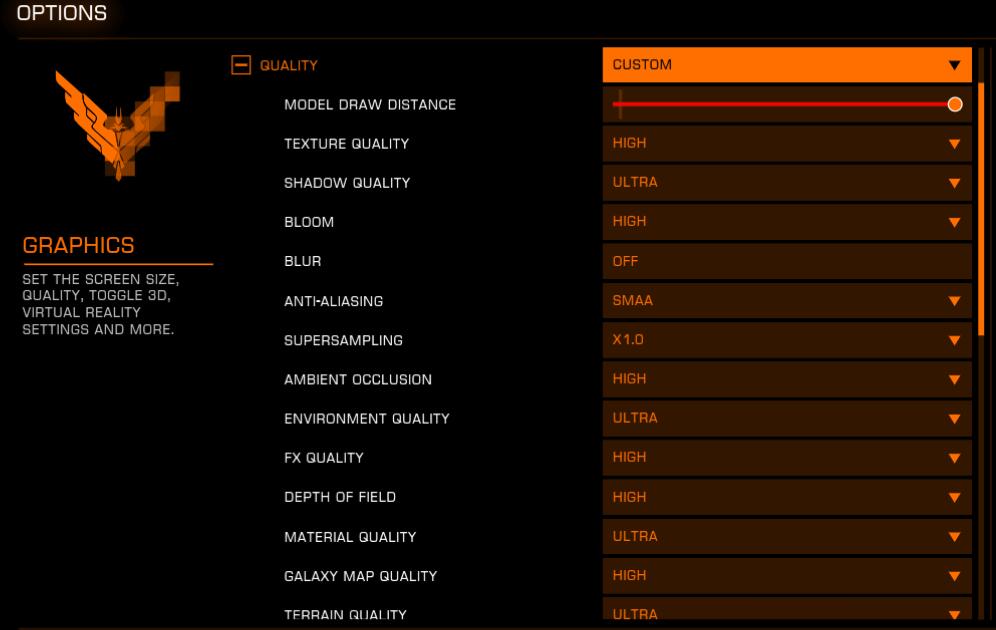 OPTIONS
QUALITY CUSTOM
MODEL DRAW DISTANCE
TEXTURE QUALITY HIGH
SHADOW QUALITY ULTRA
BLOOM HIGH
BLUR OFF
ANTI-ALIASING SMAA
SUPERSAMPLING X1.0
AMBIENT OCCLUSION HIGH
ENVIRONMENT QUALITY ULTRA
FX QUALITY HIGH
DEPTH OF FIELD HIGH
MATERIAL QUALITY ULTRA
GALAXY MAP QUALITY HIGH
TERRAIN QUALITY ULTRA
GRAPHICS
SET THE SCREEN SIZE,
QUALITY, TOGGLE 3D,
VIRTUAL REALITY
SETTINGS AND MORE.